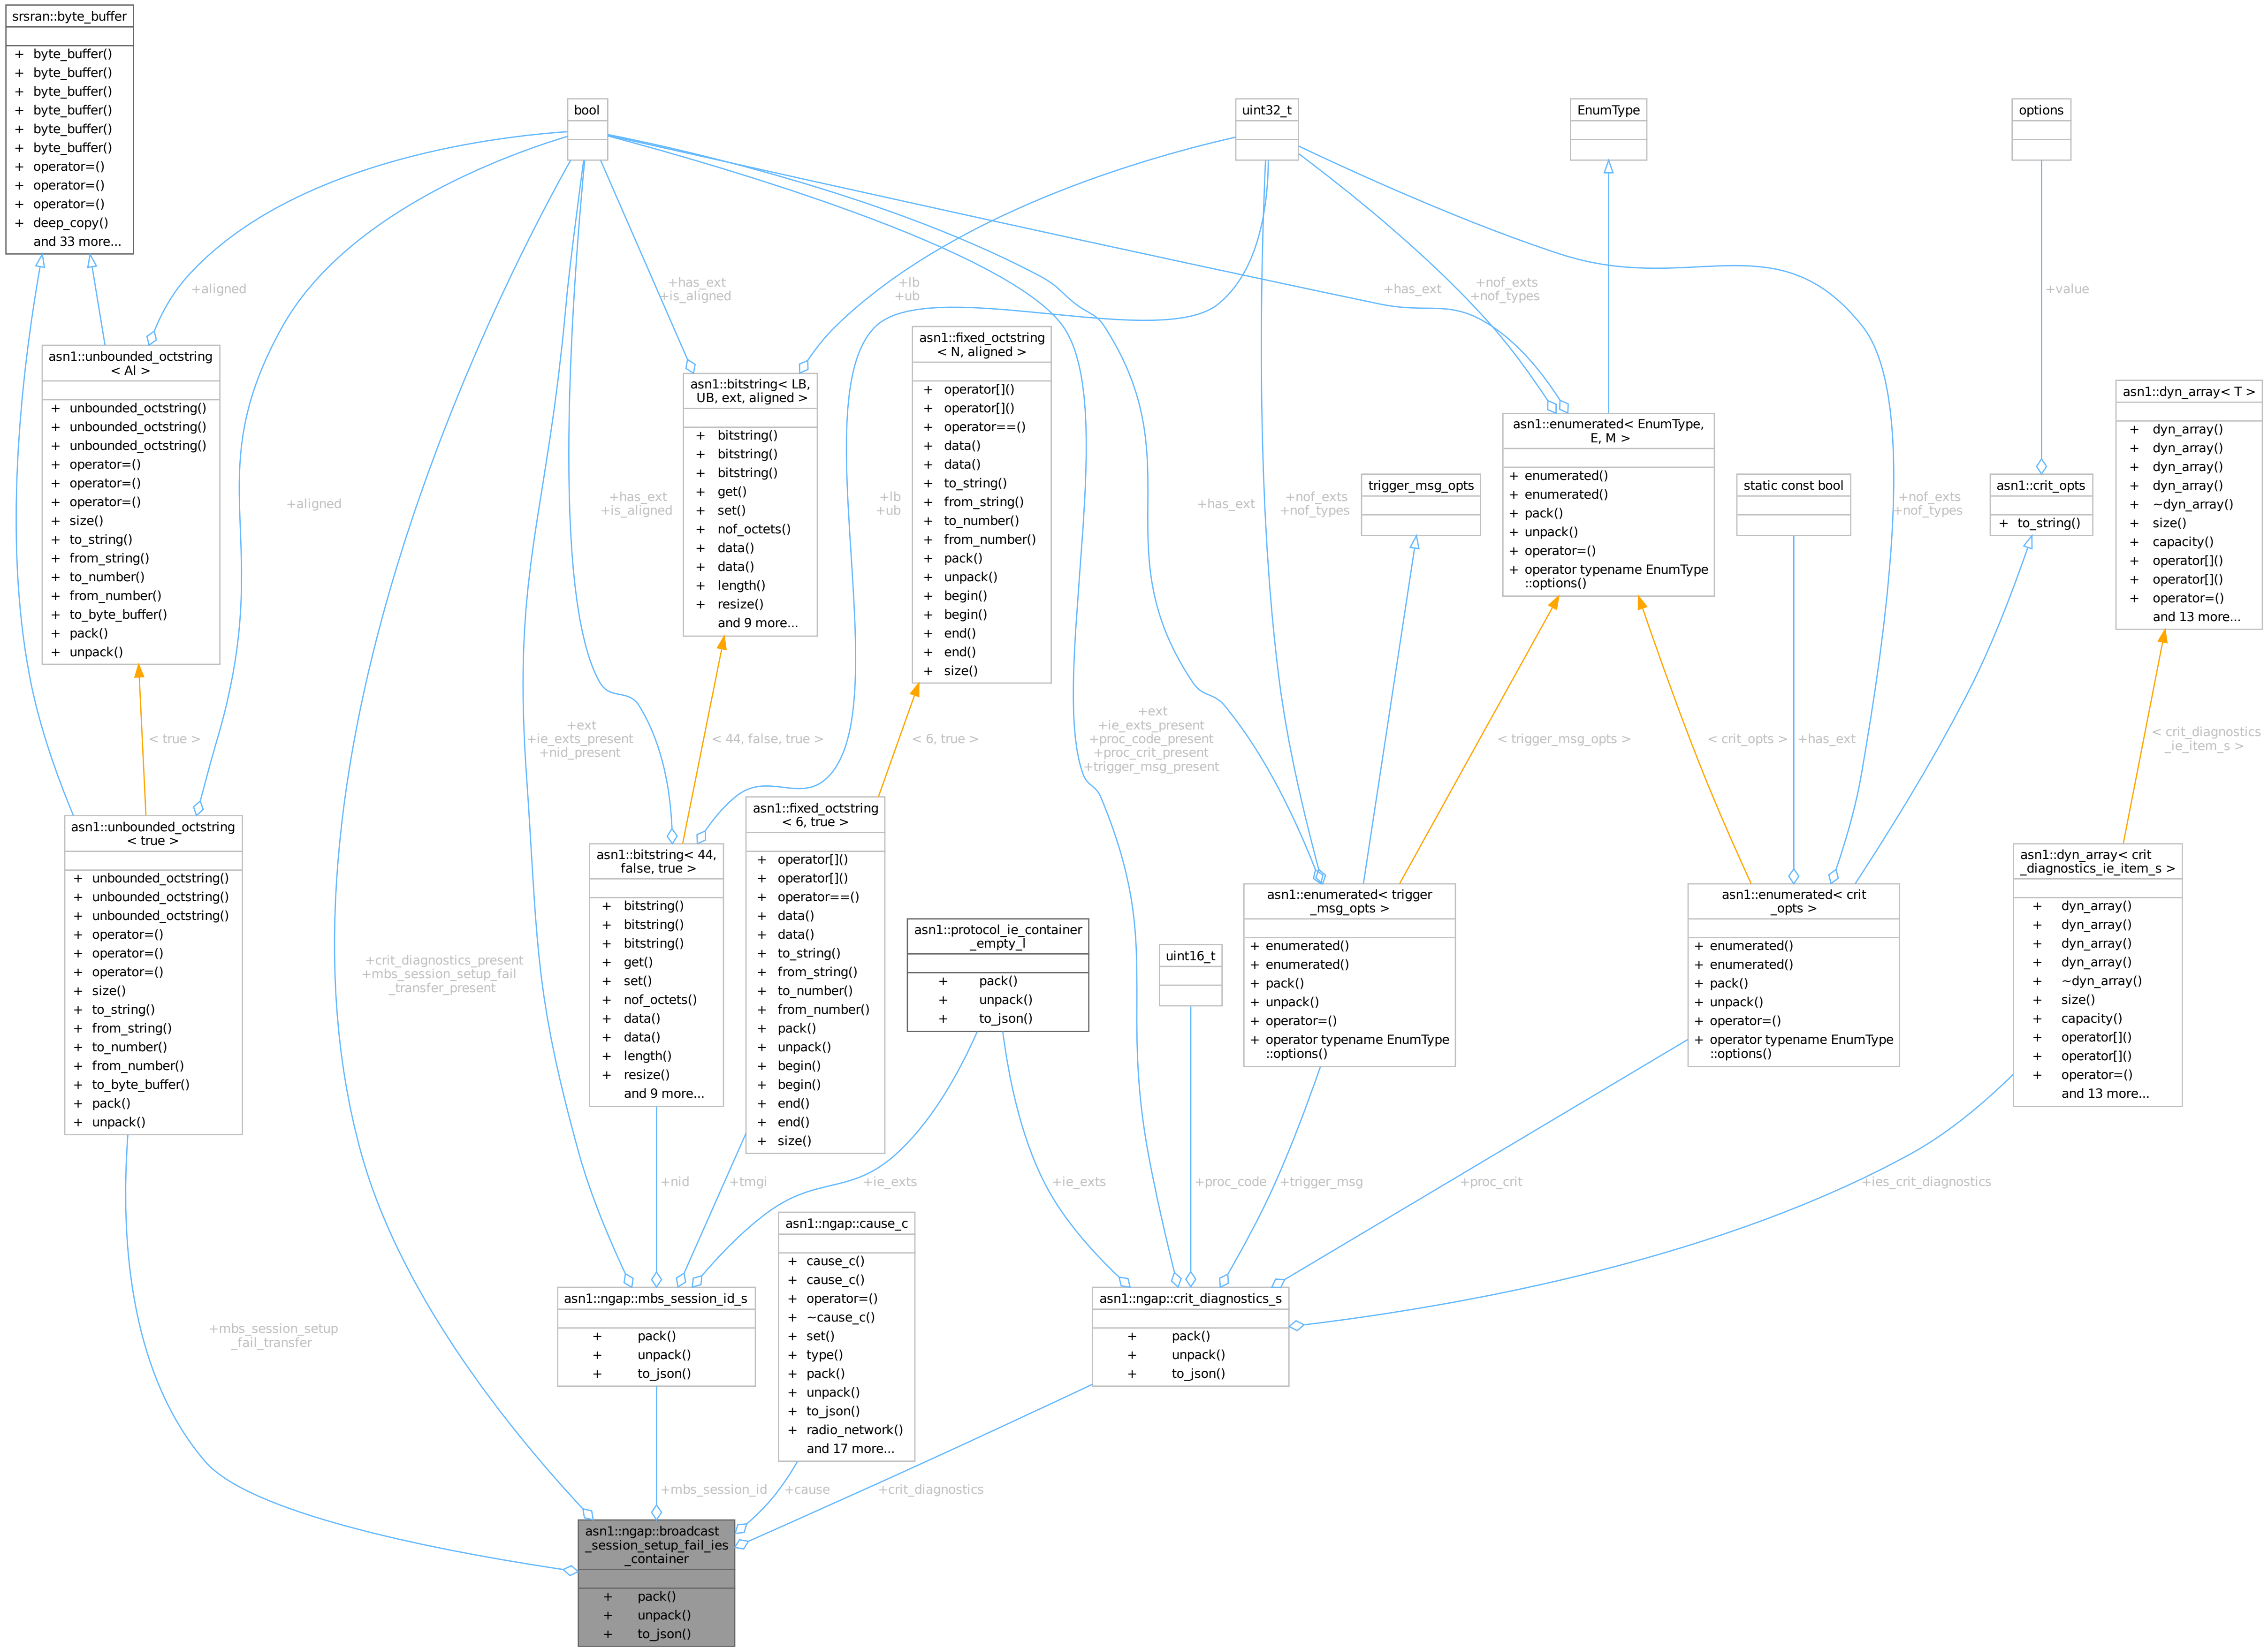 srsran::byte_buffer
+ byte_buffer()
+ byte_buffer()
+ byte_buffer()
+ byte_buffer()
+ byte_buffer()
+ byte_buffer()
+ operator=()
+ operator=()
+ operator=()
+ deep_copy()
and 33 more...
bool
uint32_t
EnumType
options
+aligned
+has_ext
+is_aligned
+lb
+ub
+has_ext
+nof_exts
+nof_types
+value
asn1::unbounded_octstring
< Al >
+ unbounded_octstring()
+ unbounded_octstring()
+ unbounded_octstring()
+ operator=()
+ operator=()
+ operator=()
+ size()
+ to_string()
+ from_string()
+ to_number()
+ from_number()
+ to_byte_buffer()
+ pack()
+ unpack()
asn1::bitstring< LB,
UB, ext, aligned >
+ bitstring()
+ bitstring()
+ bitstring()
+ get()
+ set()
+ nof_octets()
+ data()
+ data()
+ length()
+ resize()
and 9 more...
asn1::fixed_octstring
< N, aligned >
+ operator[]()
+ operator[]()
+ operator==()
+ data()
+ data()
+ to_string()
+ from_string()
+ to_number()
+ from_number()
+ pack()
+ unpack()
+ begin()
+ begin()
+ end()
+ end()
+ size()
asn1::enumerated< EnumType,
E, M >
+ enumerated()
+ enumerated()
+ pack()
+ unpack()
+ operator=()
+ operator typename EnumType
::options()
trigger_msg_opts
static const bool
asn1::crit_opts
+ to_string()
asn1::dyn_array< T >
+ dyn_array()
+ dyn_array()
+ dyn_array()
+ dyn_array()
+ ~dyn_array()
+ size()
+ capacity()
+ operator[]()
+ operator[]()
+ operator=()
and 13 more...
+aligned
+has_ext
+is_aligned
+lb
+ub
+has_ext
+nof_exts
+nof_types
+nof_exts
+nof_types
< true >
+ext
+ie_exts_present
+nid_present
< 44, false, true >
< 6, true >
+ext
+ie_exts_present
+proc_code_present
+proc_crit_present
+trigger_msg_present
< trigger_msg_opts >
< crit_opts >
+has_ext
< crit_diagnostics
_ie_item_s >
asn1::unbounded_octstring
< true >
+ unbounded_octstring()
+ unbounded_octstring()
+ unbounded_octstring()
+ operator=()
+ operator=()
+ operator=()
+ size()
+ to_string()
+ from_string()
+ to_number()
+ from_number()
+ to_byte_buffer()
+ pack()
+ unpack()
+crit_diagnostics_present
+mbs_session_setup_fail
_transfer_present
asn1::bitstring< 44,
false, true >
+ bitstring()
+ bitstring()
+ bitstring()
+ get()
+ set()
+ nof_octets()
+ data()
+ data()
+ length()
+ resize()
and 9 more...
asn1::fixed_octstring
< 6, true >
+ operator[]()
+ operator[]()
+ operator==()
+ data()
+ data()
+ to_string()
+ from_string()
+ to_number()
+ from_number()
+ pack()
+ unpack()
+ begin()
+ begin()
+ end()
+ end()
+ size()
asn1::protocol_ie_container
_empty_l
+ pack()
+ unpack()
+ to_json()
uint16_t
asn1::enumerated< trigger
_msg_opts >
+ enumerated()
+ enumerated()
+ pack()
+ unpack()
+ operator=()
+ operator typename EnumType
::options()
asn1::enumerated< crit
_opts >
+ enumerated()
+ enumerated()
+ pack()
+ unpack()
+ operator=()
+ operator typename EnumType
::options()
asn1::dyn_array< crit
_diagnostics_ie_item_s >
+ dyn_array()
+ dyn_array()
+ dyn_array()
+ dyn_array()
+ ~dyn_array()
+ size()
+ capacity()
+ operator[]()
+ operator[]()
+ operator=()
and 13 more...
+nid
+tmgi
+ie_exts
+ie_exts
+proc_code
+trigger_msg
+proc_crit
+ies_crit_diagnostics
+mbs_session_setup
_fail_transfer
asn1::ngap::mbs_session_id_s
+ pack()
+ unpack()
+ to_json()
asn1::ngap::cause_c
+ cause_c()
+ cause_c()
+ operator=()
+ ~cause_c()
+ set()
+ type()
+ pack()
+ unpack()
+ to_json()
+ radio_network()
and 17 more...
asn1::ngap::crit_diagnostics_s
+ pack()
+ unpack()
+ to_json()
+mbs_session_id
+cause
+crit_diagnostics
asn1::ngap::broadcast
_session_setup_fail_ies
_container
+ pack()
+ unpack()
+ to_json()